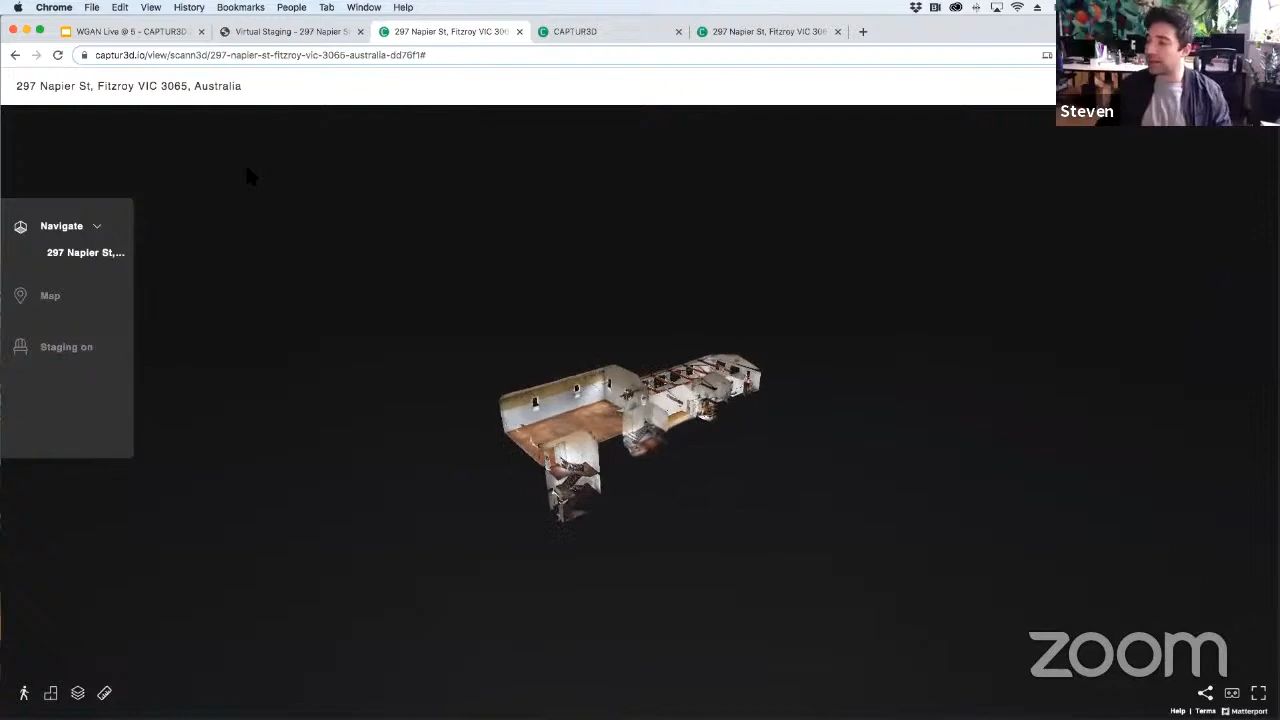 Chrome File Edit View History Bookmarks People Tab Window Help
WGAN Live @ 5 - CAPTUR3D
Virtual Staging - 297 Napier S
297 Napier St, Fitzroy VIC 306
CAPTUR3D
297 Napier St, Fitzroy VIC 306
captur3d.io/view/scann3d/297-napier-st-fitzroy-vic-3065-australia-dd76f1#
297 Napier St, Fitzroy VIC 3065, Australia
Steven
Navigate
297 Napier St,...
Map
Staging on
zoom
Help | Terms Matterport